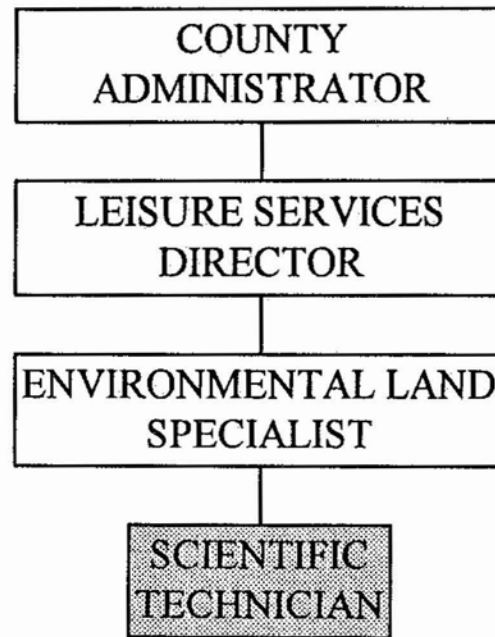 COUNTY
ADMINISTRATOR
LEISURE SERVICES
DIRECTOR
ENVIRONMENTAL LAND
SPECIALIST
SCIENTIFIC
TECHNICIAN